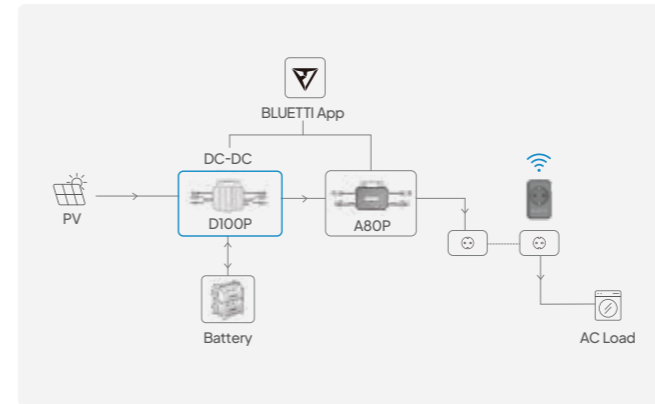 BLUETTI App
DC-DC
PV
D100P
A80P
Battery
AC Load